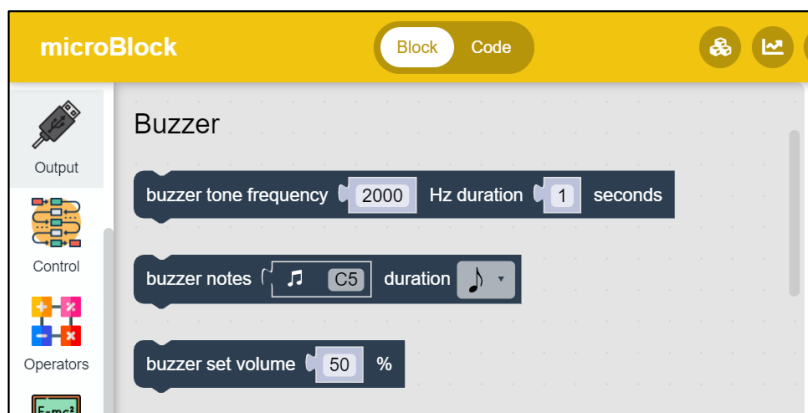 microBlock
Block Code
Output
Control
Operators
E=mc²
Buzzer
buzzer tone frequency 2000 Hz duration 1 seconds
buzzer notes C5 duration
buzzer set volume 50 %